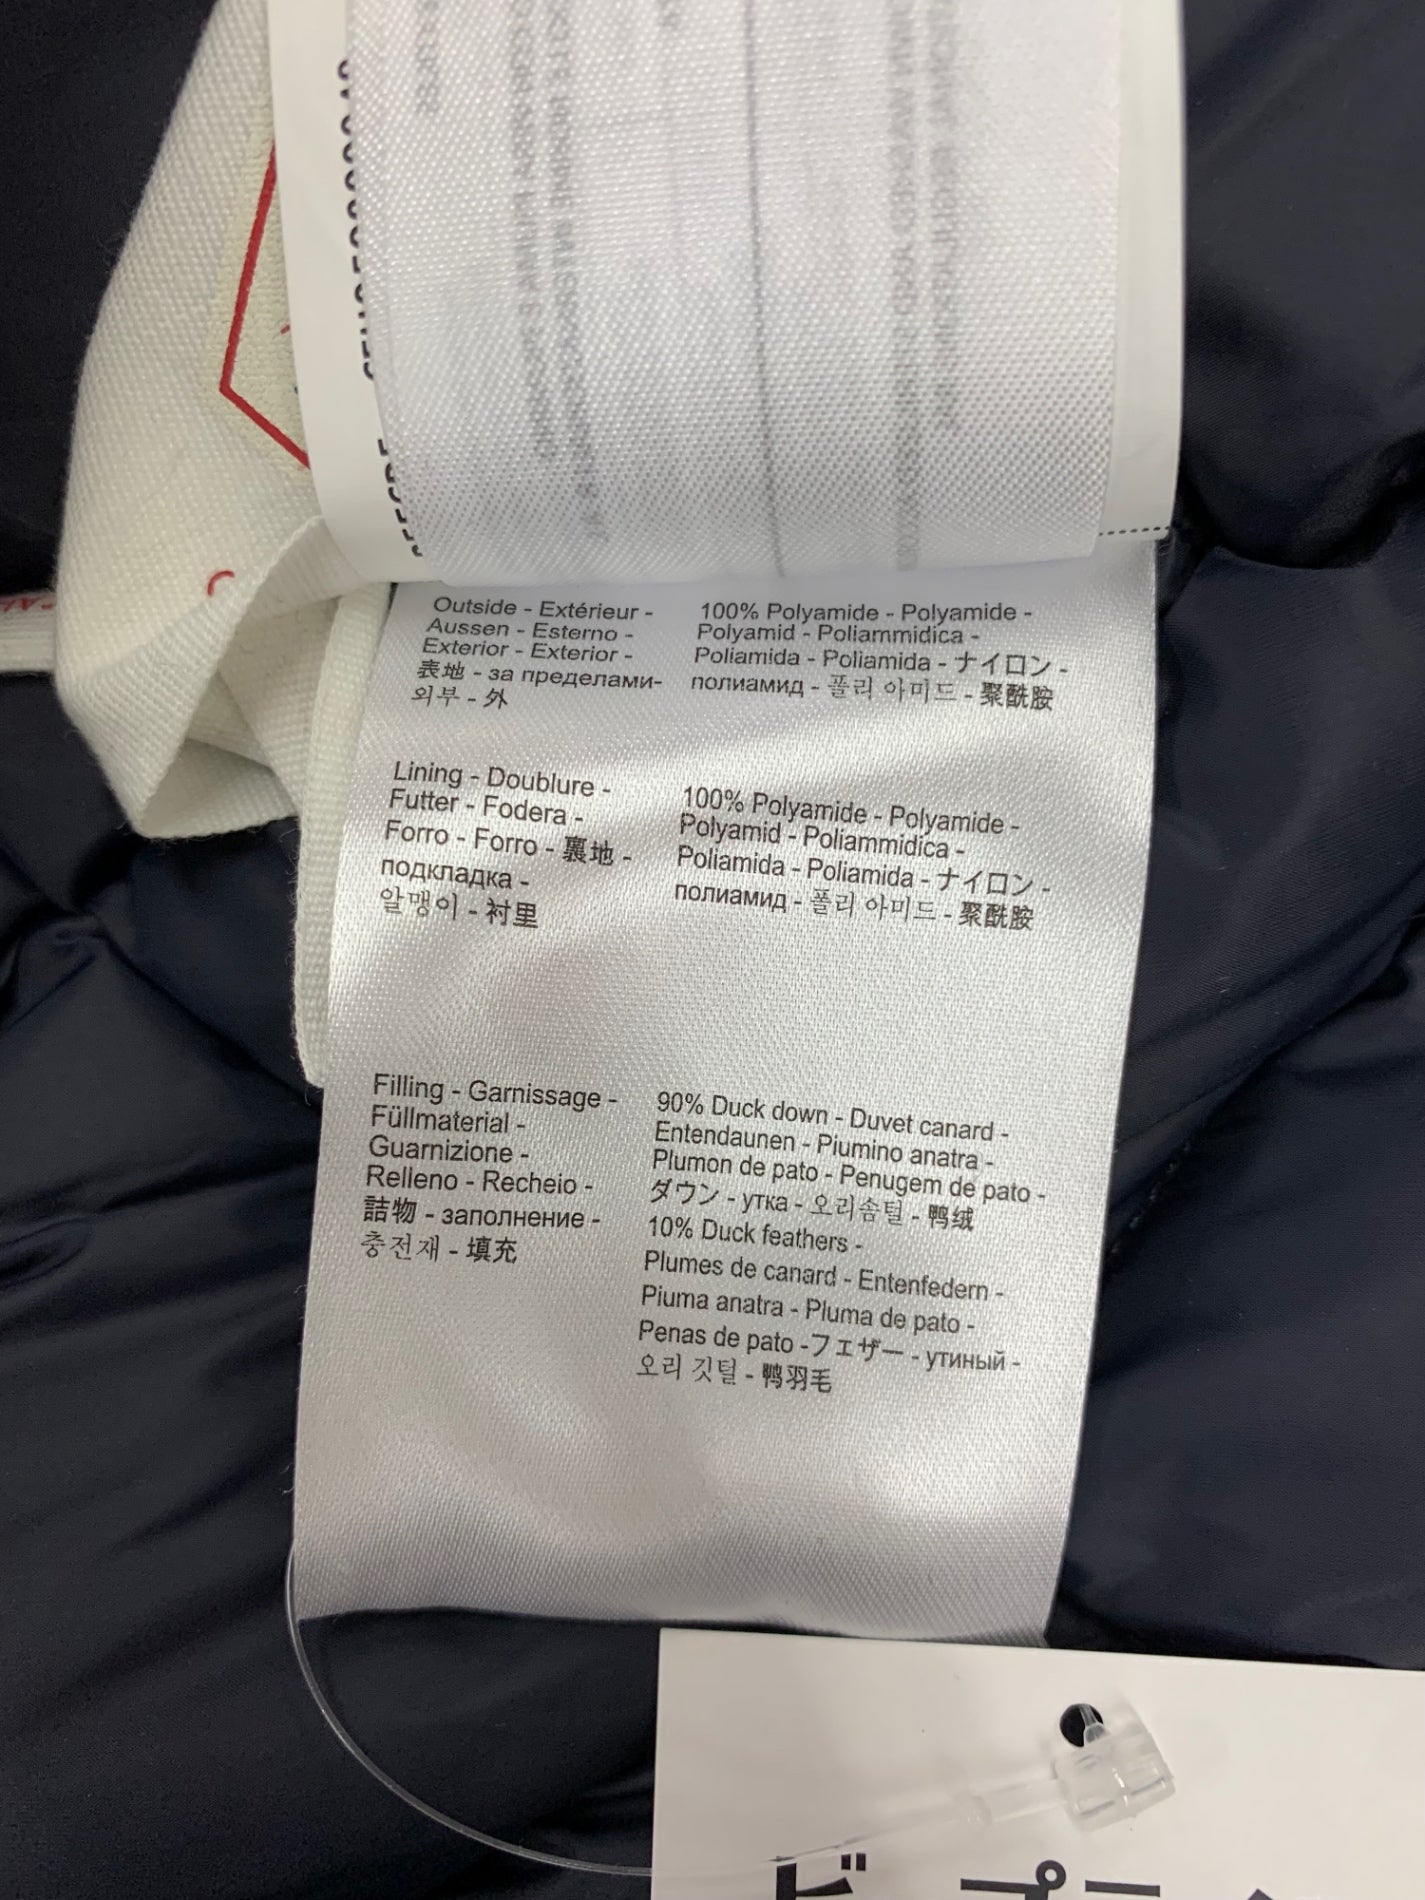 Outside - Extérieur -
Aussen - Esterno -
Exterior - Exterior -
表地 - за пределами-
외부 - 外
100% Polyamide - Polyamide -
Polyamid - Poliammidica -
Poliamida - Poliamida - ナイロン -
полиамид - 폴리 아미드 - 聚酰胺
Lining - Doublure -
Futter - Fodera -
Forro - Forro - 裏地 -
подкладка -
알맹이 - 衬里
100% Polyamide - Polyamide -
Polyamid - Poliammidica -
Poliamida - Poliamida - ナイロン -
полиамид - 폴리 아미드 - 聚酰胺
Filling - Garnissage -
Füllmaterial -
Guarnizione -
Relleno - Recheio -
詰物 - заполнение -
충전재 - 填充
90% Duck down - Duvet canard -
Entendaunen - Piumino anatra -
Plumon de pato - Penugem de pato -
ダウン - утка - 오리솜털 - 鸭绒
10% Duck feathers -
Plumes de canard - Entenfedern -
Piuma anatra - Pluma de pato -
Penas de pato -フェザー - утиный -
오리 깃털 - 鸭羽毛